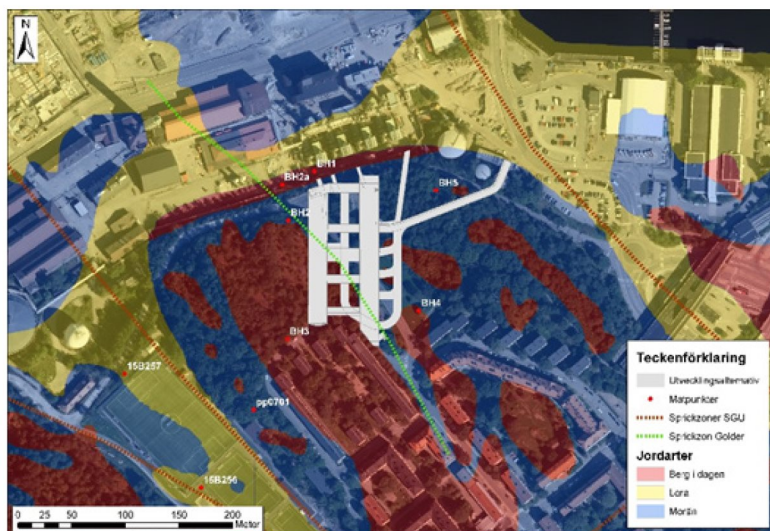 N
BH1
BH2a
BH5
BH2
BH4
BH3
15B257
pp0701
15B256
0 25 50 100 150 200
Meter
Teckenförklaring
Utvecklingsalternativ
Mätpunkter
Sprickzoner SGU
Sprickzon Golder
Jordarter
Berg i dagen
Lera
Morän